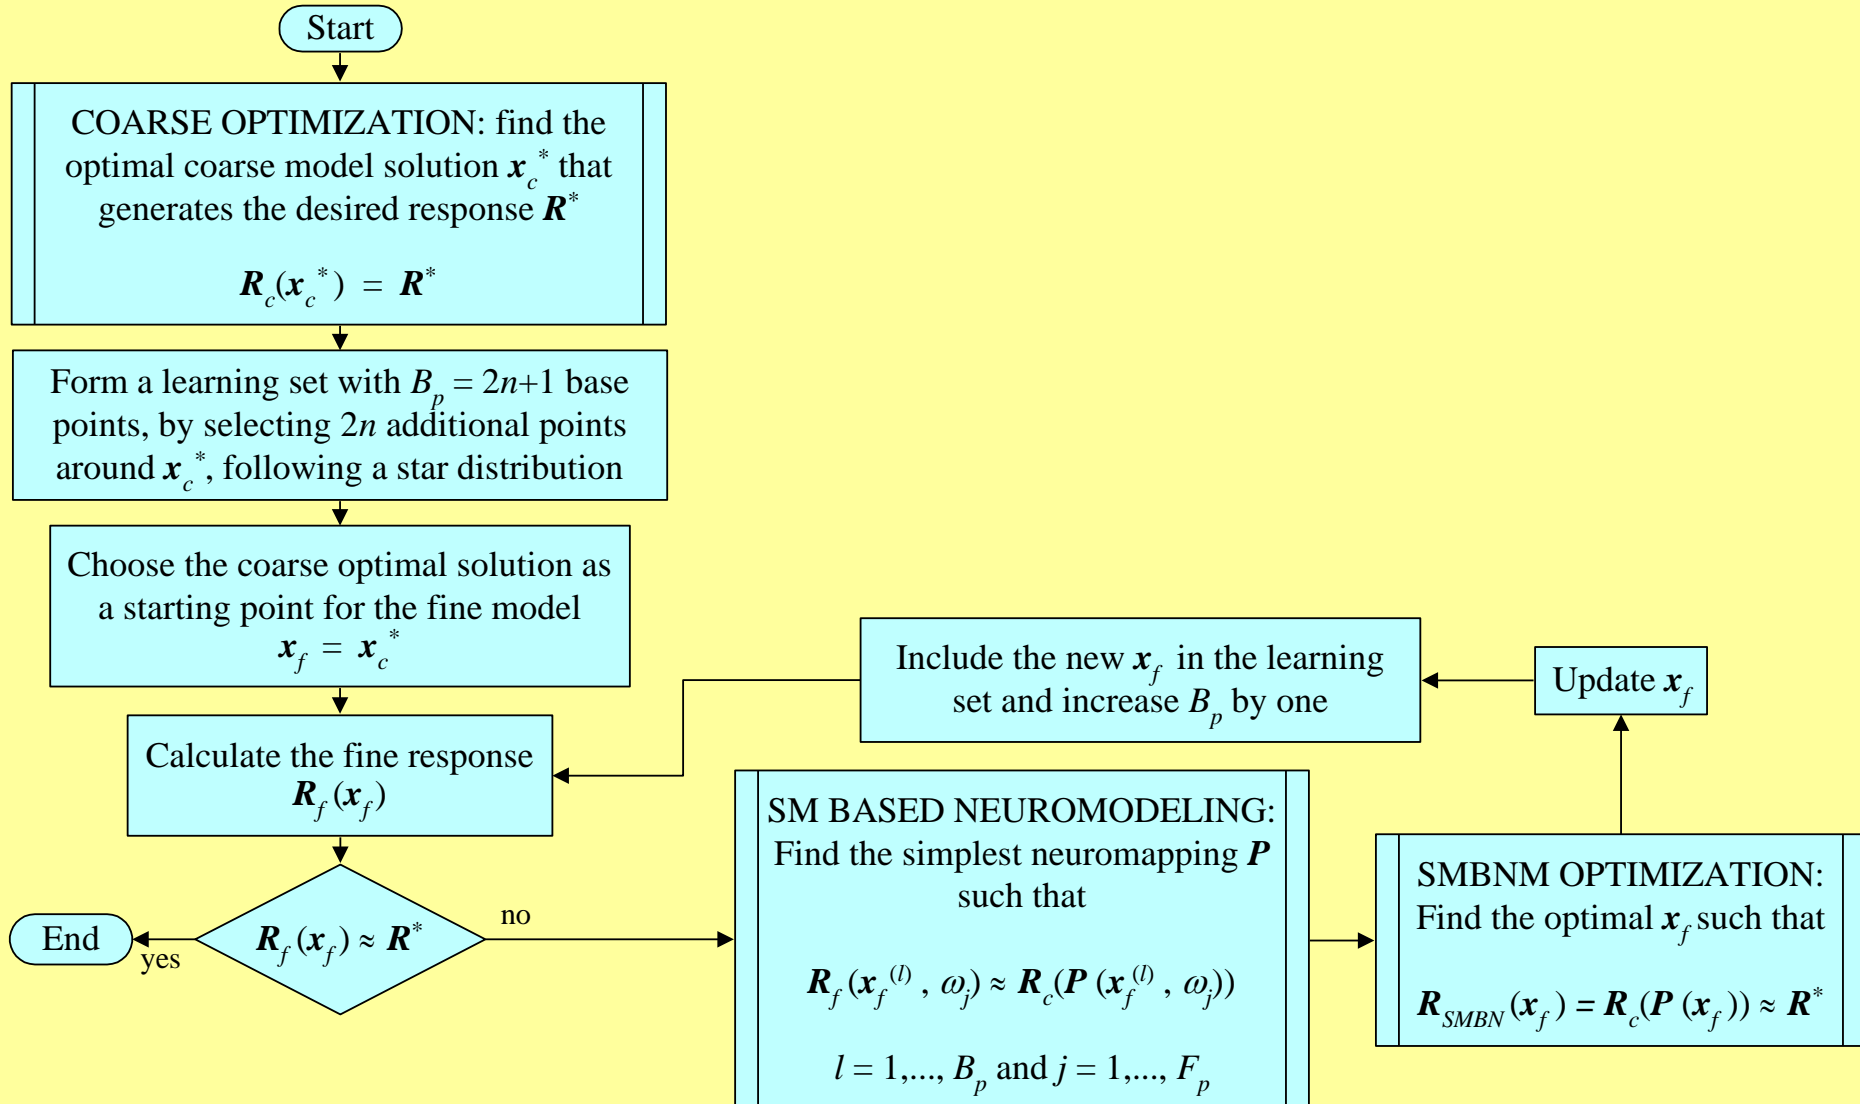 Start
COARSE OPTIMIZATION: find the
optimal coarse model solution x_c^* that
generates the desired response R^*
R_c(x_c^*) = R^*
Form a learning set with B_p = 2n+1 base
points, by selecting 2n additional points
around x_c^*, following a star distribution
Choose the coarse optimal solution as
a starting point for the fine model
x_f = x_c^*
Calculate the fine response
R_f(x_f)
R_f(x_f) ≈ R^*
yes
End
no
SM BASED NEUROMODELING:
Find the simplest neuromapping P
such that
R_f(x_f^(l), ω_j) ≈ R_c(P(x_f^(l), ω_j))
l = 1,..., B_p and j = 1,..., F_p
SMBNM OPTIMIZATION:
Find the optimal x_f such that
R_SMBN(x_f) = R_c(P(x_f)) ≈ R^*
Update x_f
Include the new x_f in the learning
set and increase B_p by one